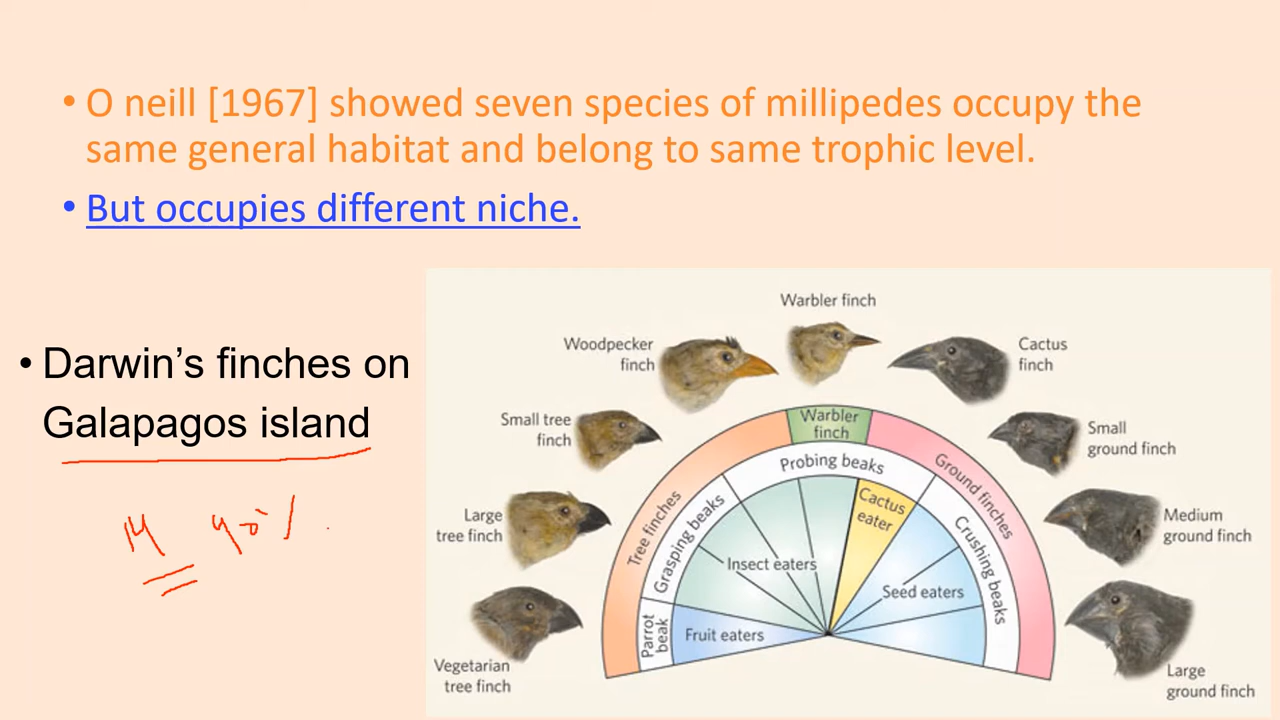 • O neill [1967] showed seven species of millipedes occupy the
same general habitat and belong to same trophic level.
• But occupies different niche.
• Darwin's finches on
Galapagos island
14 90%
Warbler finch
Woodpecker
finch
Cactus
finch
Small tree
finch
Small
ground finch
Large
tree finch
Medium
ground finch
Vegetarian
tree finch
Large
ground finch
Tree finches
Warbler
finch
Ground finches
Parrot
beak
Grasping beaks
Probing beaks
Crushing beaks
Fruit eaters
Insect eaters
Cactus
eater
Seed eaters